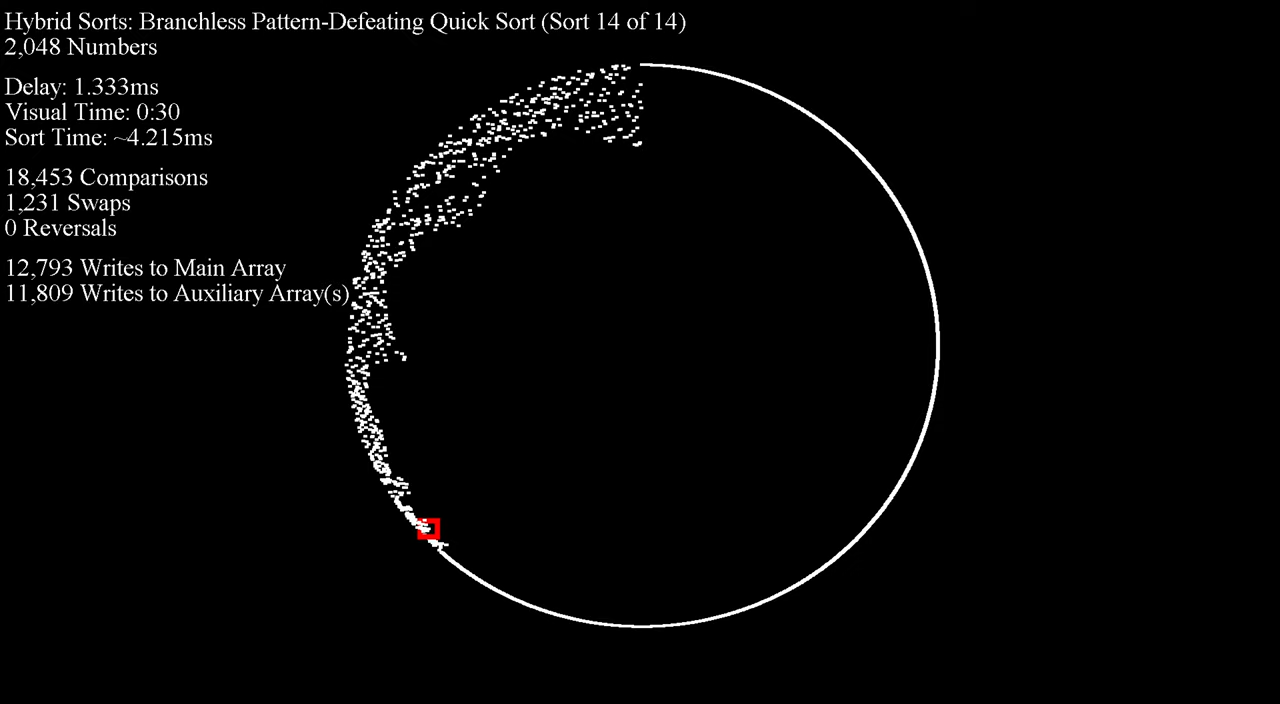 Hybrid Sorts: Branchless Pattern-Defeating Quick Sort (Sort 14 of 14)
2,048 Numbers
Delay: 1.333ms
Visual Time: 0:30
Sort Time: ~4.215ms
18,453 Comparisons
1,231 Swaps
0 Reversals
12,793 Writes to Main Array
11,809 Writes to Auxiliary Array(s)